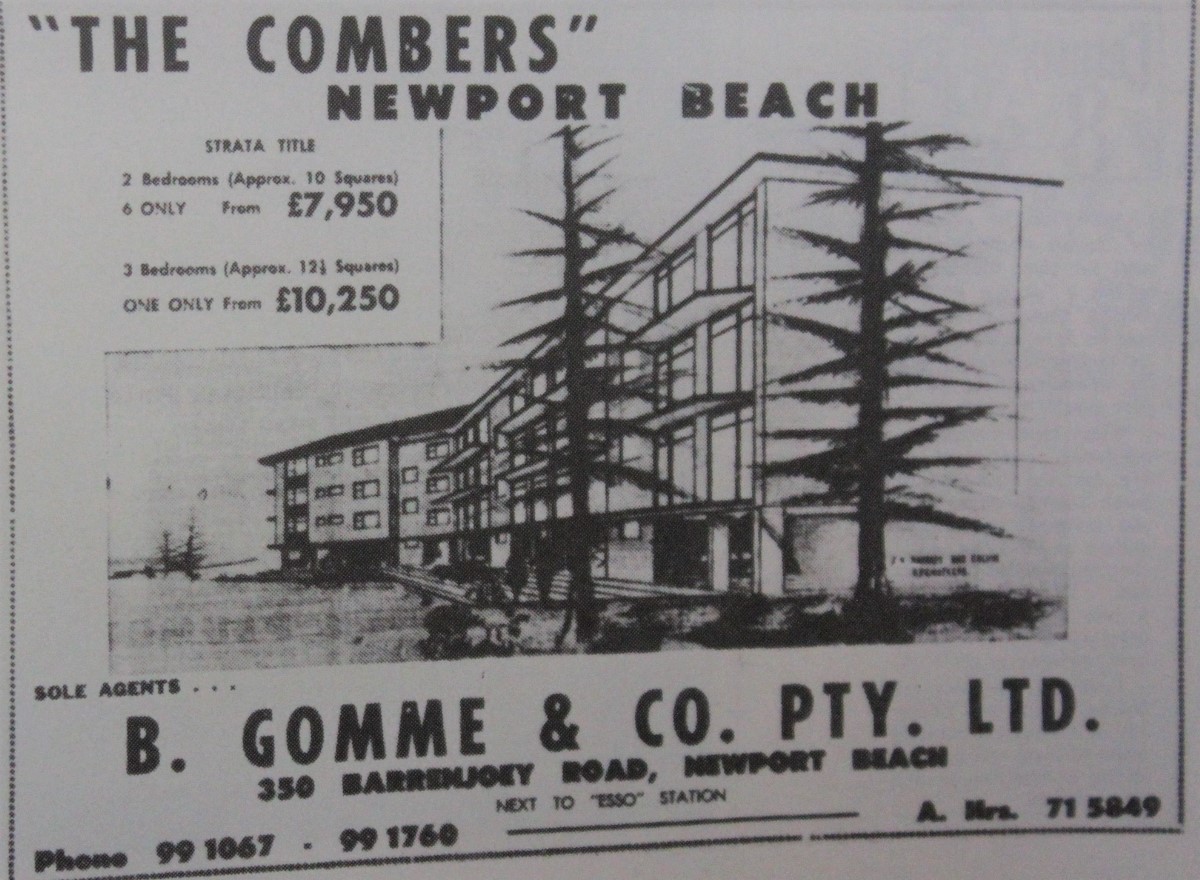 "THE COMBERS"
NEWPORT BEACH
STRATA TITLE
2 Bedrooms (Approx. 10 Squares)
6 ONLY From £7,950
3 Bedrooms (Approx. 12½ Squares)
ONE ONLY From £10,250
ARCHITECTS
SOLE AGENTS . . .
B. GOMME & CO. PTY. LTD.
350 BARRENJOEY ROAD, NEWPORT BEACH
NEXT TO "ESSO" STATION
Phone 99 1067 - 99 1760
A. Hrs. 71 5849